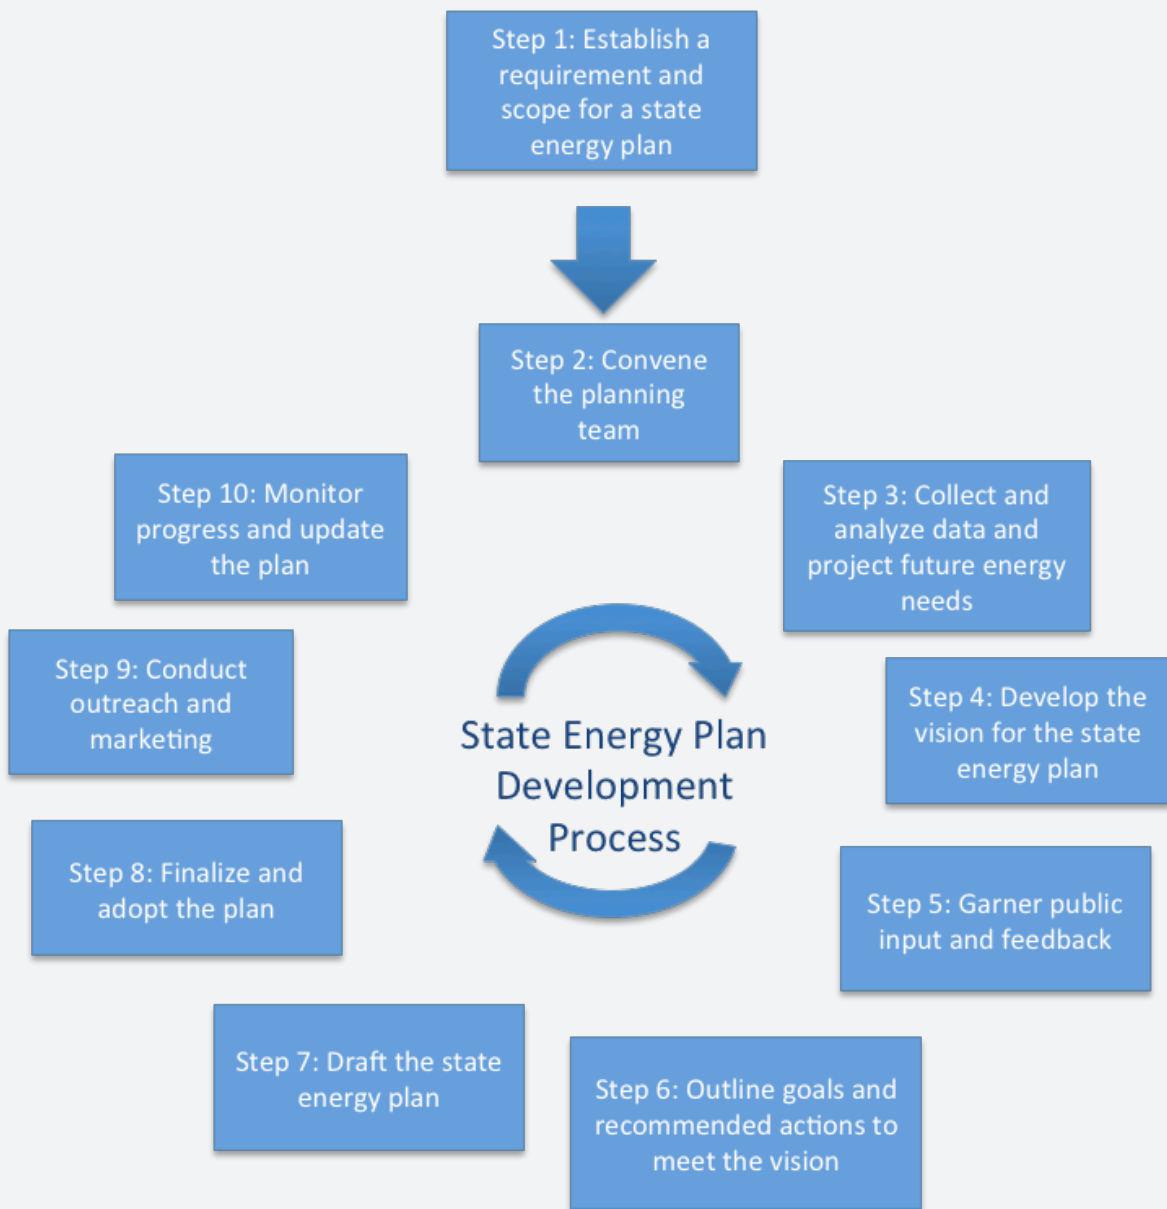 Step 1: Establish a
requirement and
scope for a state
energy plan
Step 2: Convene
the planning
team
Step 3: Collect and
analyze data and
project future energy
needs
Step 4: Develop the
vision for the state
energy plan
Step 5: Garner public
input and feedback
Step 6: Outline goals and
recommended actions to
meet the vision
Step 7: Draft the state
energy plan
Step 8: Finalize and
adopt the plan
Step 9: Conduct
outreach and
marketing
Step 10: Monitor
progress and update
the plan
State Energy Plan
Development
Process